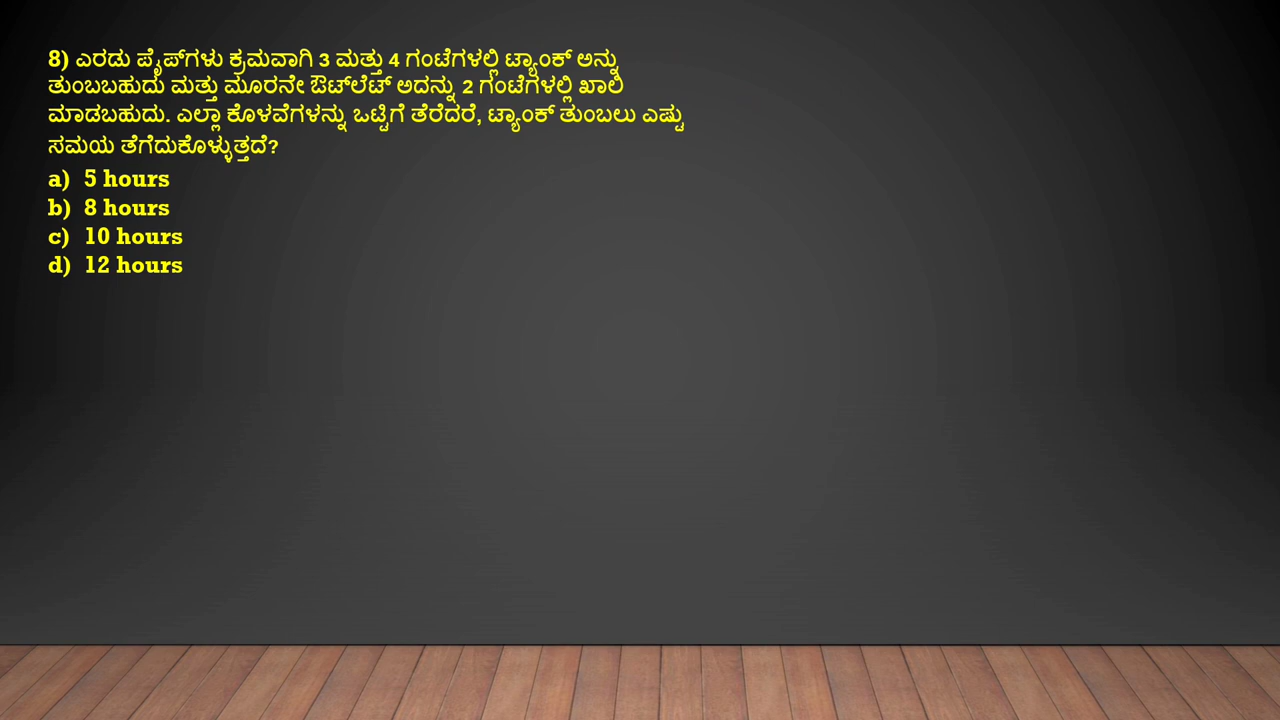 8) ಎರಡು ಪೈಪ್‌ಗಳು ಕ್ರಮವಾಗಿ 3 ಮತ್ತು 4 ಗಂಟೆಗಳಲ್ಲಿ ಟ್ಯಾಂಕ್ ಅನ್ನು
ತುಂಬಬಹುದು ಮತ್ತು ಮೂರನೇ ಔಟ್‌ಲೆಟ್ ಅದನ್ನು 2 ಗಂಟೆಗಳಲ್ಲಿ ಖಾಲಿ
ಮಾಡಬಹುದು. ಎಲ್ಲಾ ಕೊಳವೆಗಳನ್ನು ಒಟ್ಟಿಗೆ ತೆರೆದರೆ, ಟ್ಯಾಂಕ್ ತುಂಬಲು ಎಷ್ಟು
ಸಮಯ ತೆಗೆದುಕೊಳ್ಳುತ್ತದೆ?
a) 5 hours
b) 8 hours
c) 10 hours
d) 12 hours